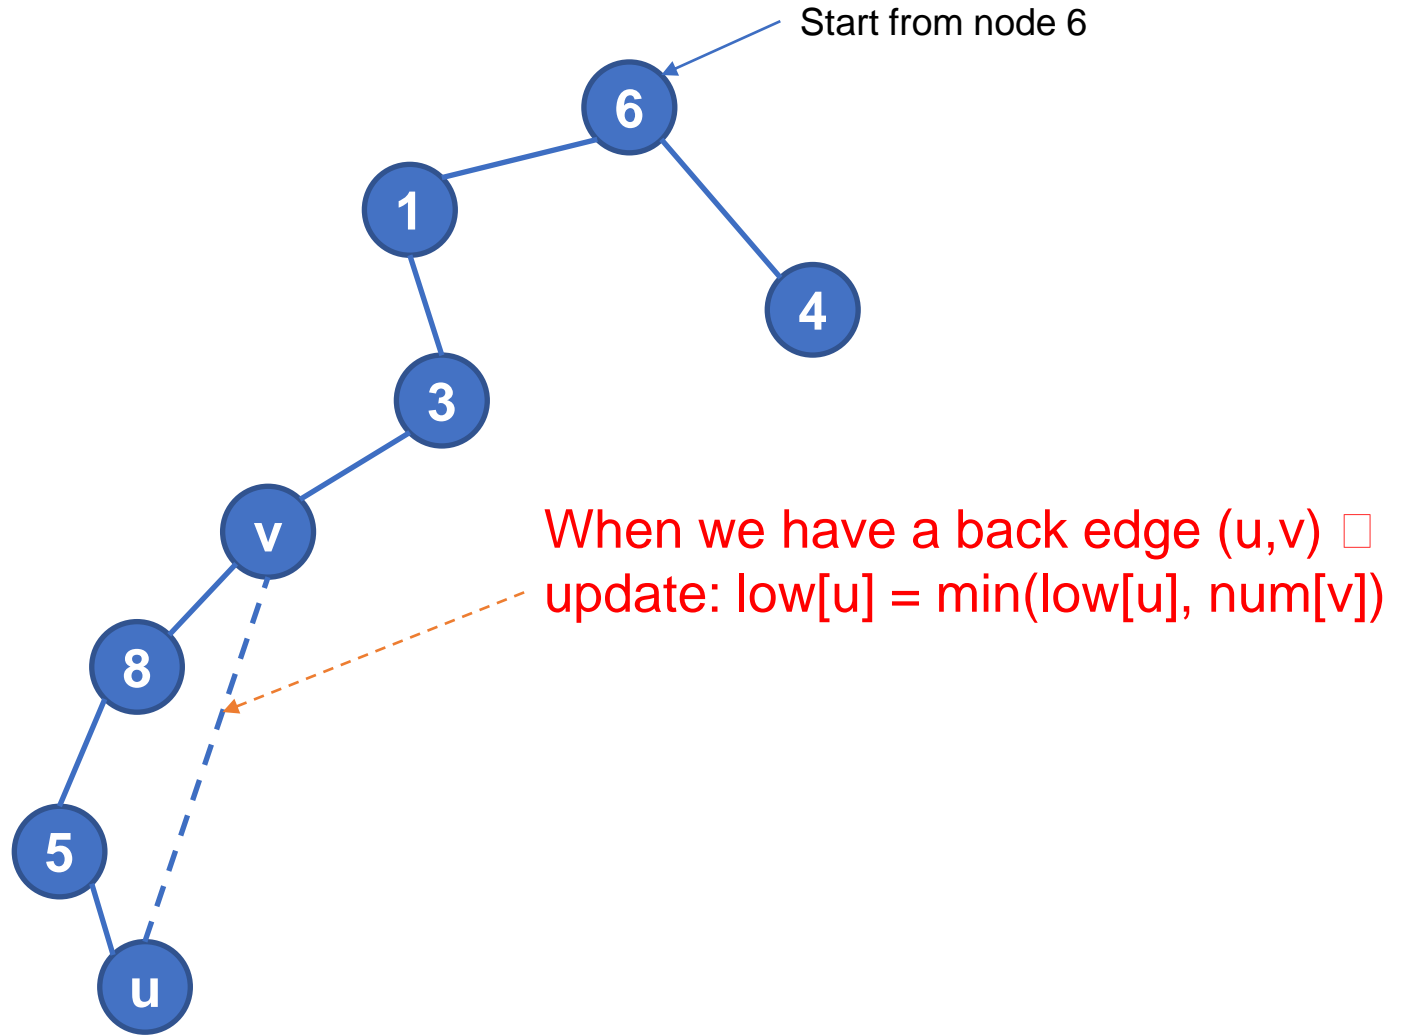 Start from node 6
6
1
4
3
v
When we have a back edge (u,v) □
update: low[u] = min(low[u], num[v])
8
5
u